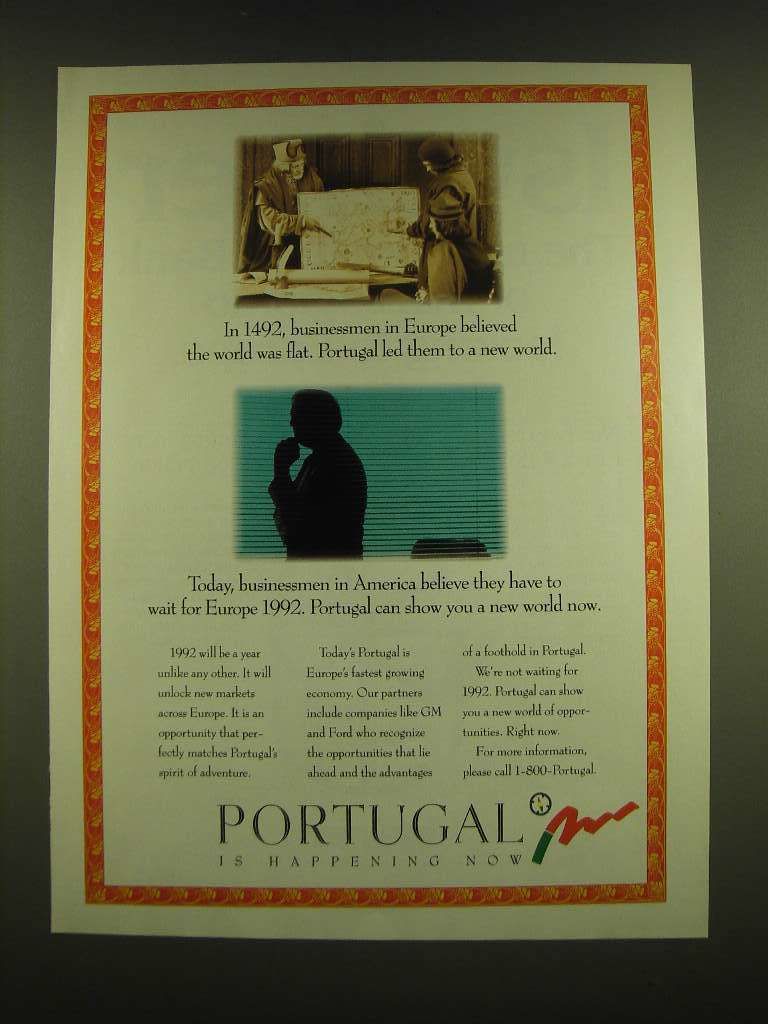 In 1492, businessmen in Europe believed
the world was flat. Portugal led them to a new world.
Today, businessmen in America believe they have to
wait for Europe 1992. Portugal can show you a new world now.
1992 will be a year
unlike any other. It will
unlock new markets
across Europe. It is an
opportunity that per-
fectly matches Portugal's
spirit of adventure.
Today's Portugal is
Europe's fastest growing
economy. Our partners
include companies like GM
and Ford who recognize
the opportunities that lie
ahead and the advantages
of a foothold in Portugal.
We're not waiting for
1992. Portugal can show
you a new world of oppor-
tunities. Right now.
For more information,
please call 1-800-Portugal.
PORTUGAL
IS HAPPENING NOW